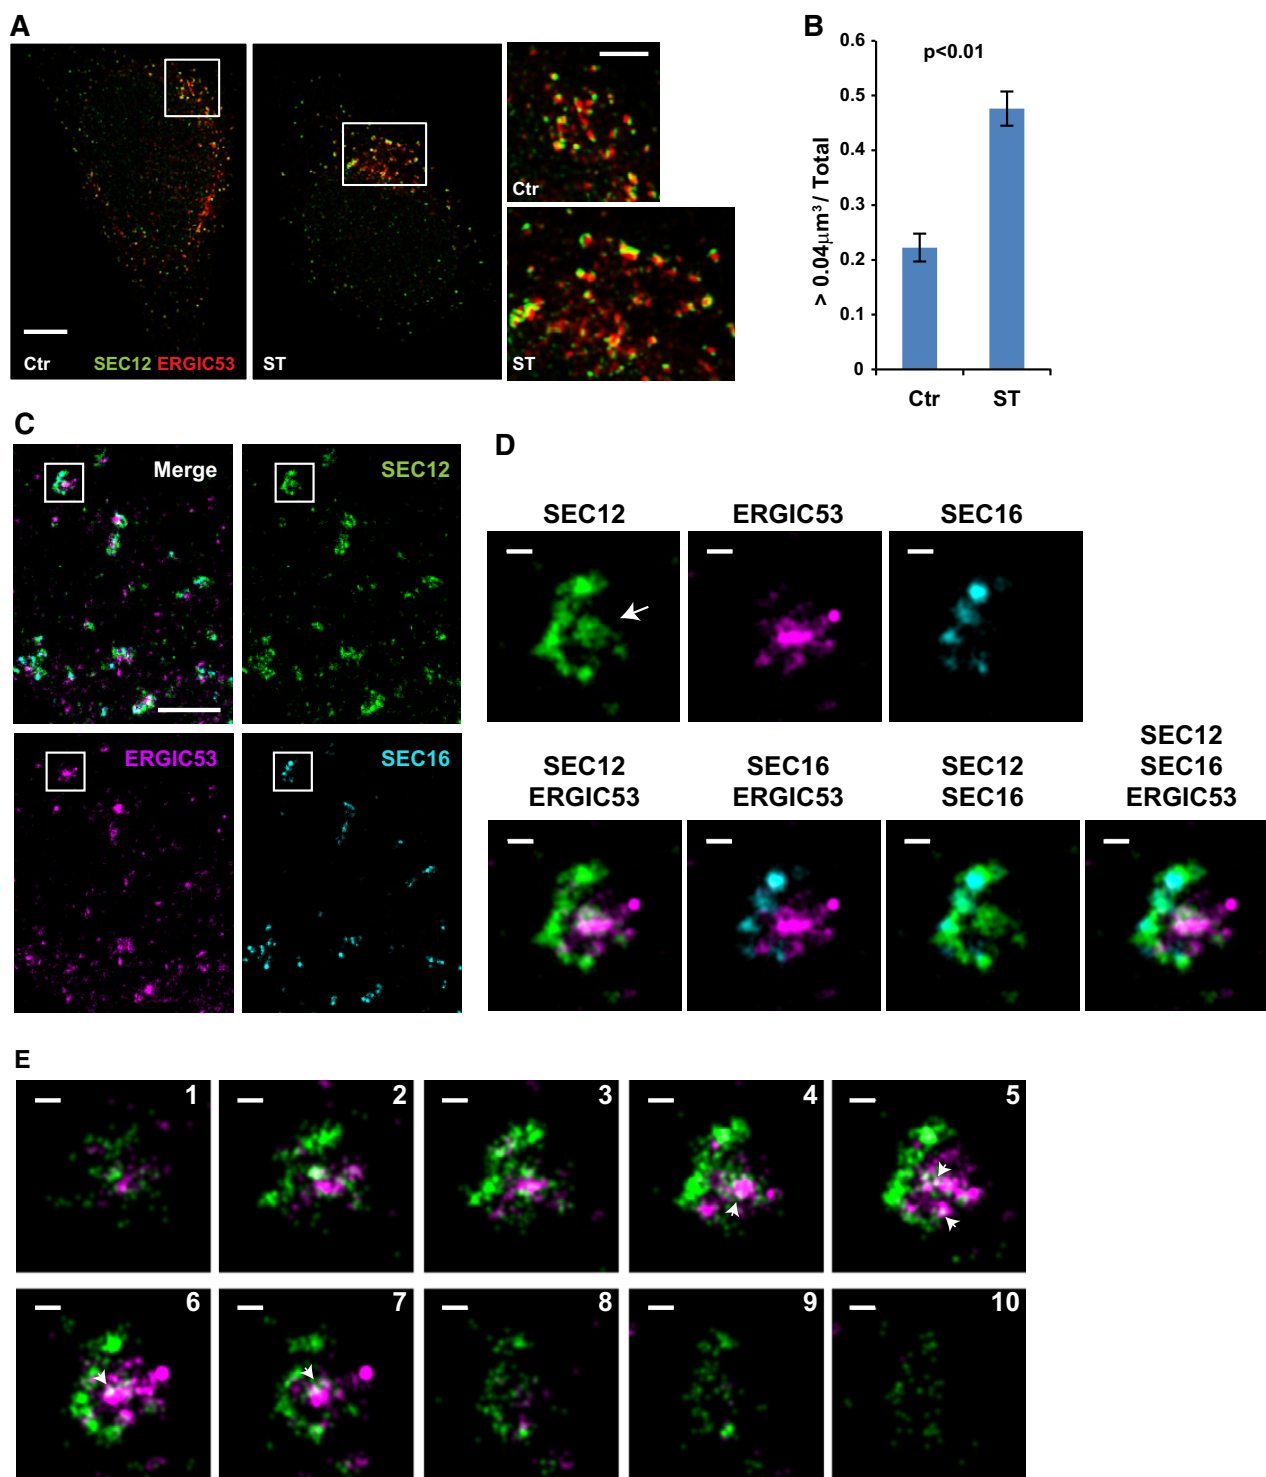 A
Ctr
SEC12 ERGIC53
ST
Ctr
ST
B
p<0.01
> 0.04μm³/ Total
0.6
0.5
0.4
0.3
0.2
0.1
0
Ctr
ST
C
Merge
SEC12
ERGIC53
SEC16
D
SEC12
ERGIC53
SEC16
SEC12
ERGIC53
SEC16
ERGIC53
SEC12
SEC16
SEC12
SEC16
ERGIC53
E
1
2
3
4
5
6
7
8
9
10